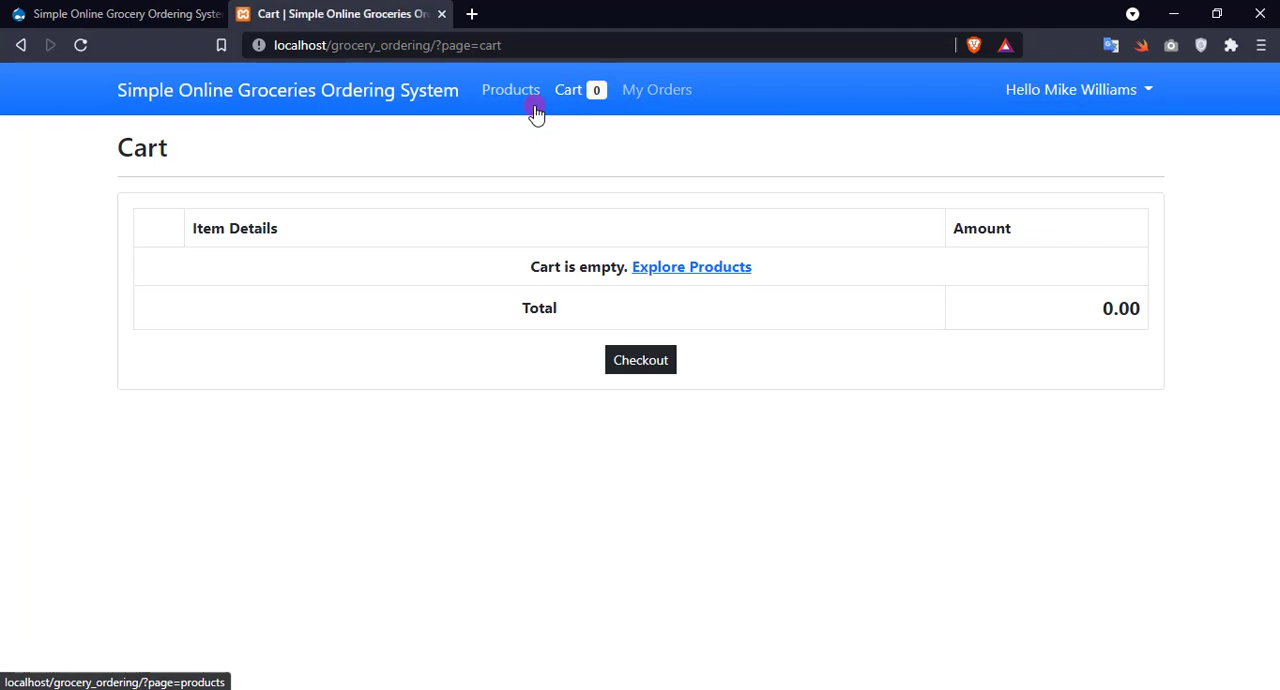 Simple Online Grocery Ordering Syste
Cart | Simple Online Groceries Or
localhost/grocery_ordering/?page=cart
Simple Online Groceries Ordering System Products Cart 0 My Orders Hello Mike Williams
Cart
Item Details Amount
Cart is empty. Explore Products
Total 0.00
Checkout
localhost/grocery_ordering/?page=products